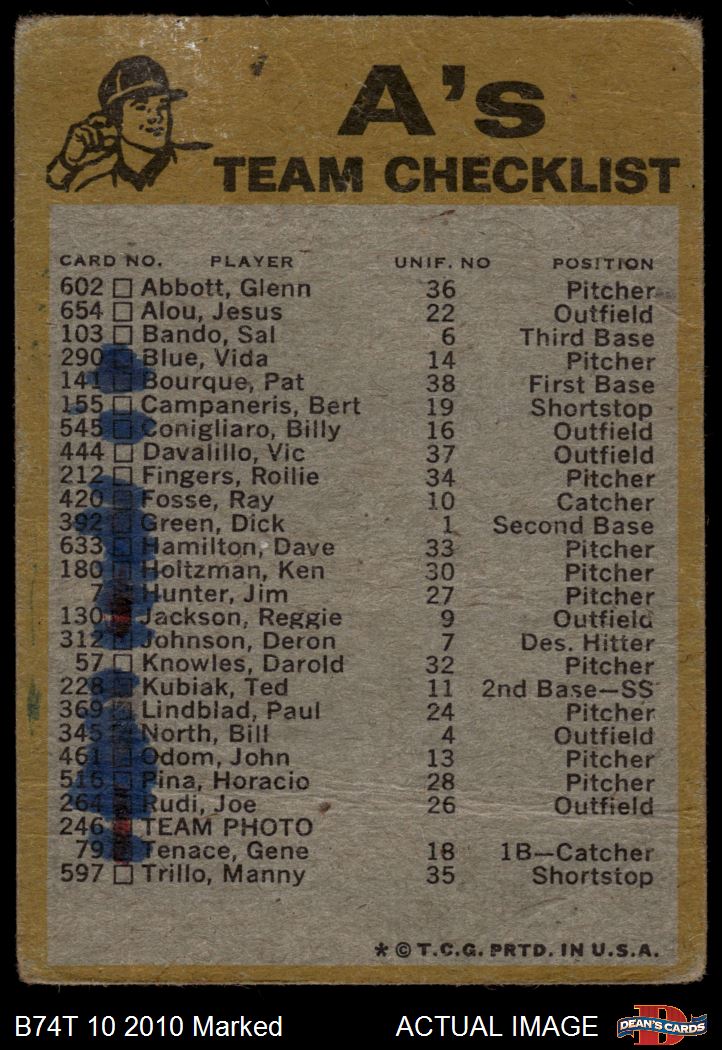 A's
TEAM CHECKLIST
CARD NO. PLAYER UNIF. NO POSITION
602 Abbott, Glenn 36 Pitcher
654 Alou, Jesus 22 Outfield
103 Bando, Sal 6 Third Base
290 Blue, Vida 14 Pitcher
141 Bourque, Pat 38 First Base
155 Campaneris, Bert 19 Shortstop
545 Conigliaro, Billy 16 Outfield
444 Davalillo, Vic 37 Outfield
212 Fingers, Rollie 34 Pitcher
420 Fosse, Ray 10 Catcher
392 Green, Dick 1 Second Base
633 Hamilton, Dave 33 Pitcher
180 Holtzman, Ken 30 Pitcher
7 Hunter, Jim 27 Pitcher
130 Jackson, Reggie 9 Outfield
312 Johnson, Deron 7 Des. Hitter
57 Knowles, Darold 32 Pitcher
228 Kubiak, Ted 11 2nd Base—SS
369 Lindblad, Paul 24 Pitcher
345 North, Bill 4 Outfield
461 Odom, John 13 Pitcher
516 Pina, Horacio 28 Pitcher
264 Rudi, Joe 26 Outfield
246 TEAM PHOTO
79 Tenace, Gene 18 1B—Catcher
597 Trillo, Manny 35 Shortstop
* © T.C.G. PRTD. IN U.S.A.
B74T 10 2010 Marked ACTUAL IMAGE DEAN'S CARDS